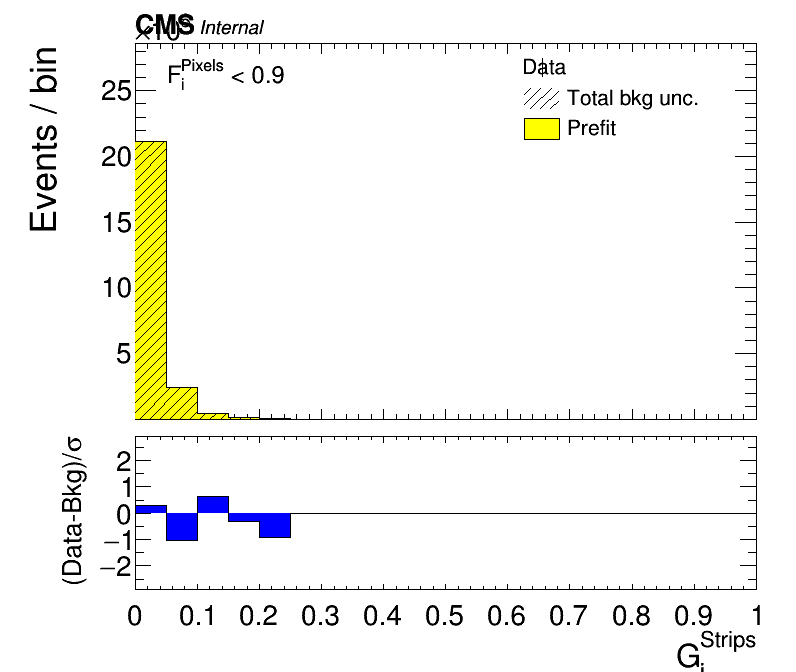 CMS Internal
F_i^Pixels < 0.9
Data
Total bkg unc.
Prefit
Events / bin
25
20
15
10
5
(Data-Bkg)/σ
2
1
0
−1
−2
0 0.1 0.2 0.3 0.4 0.5 0.6 0.7 0.8 0.9 1
G_i^Strips